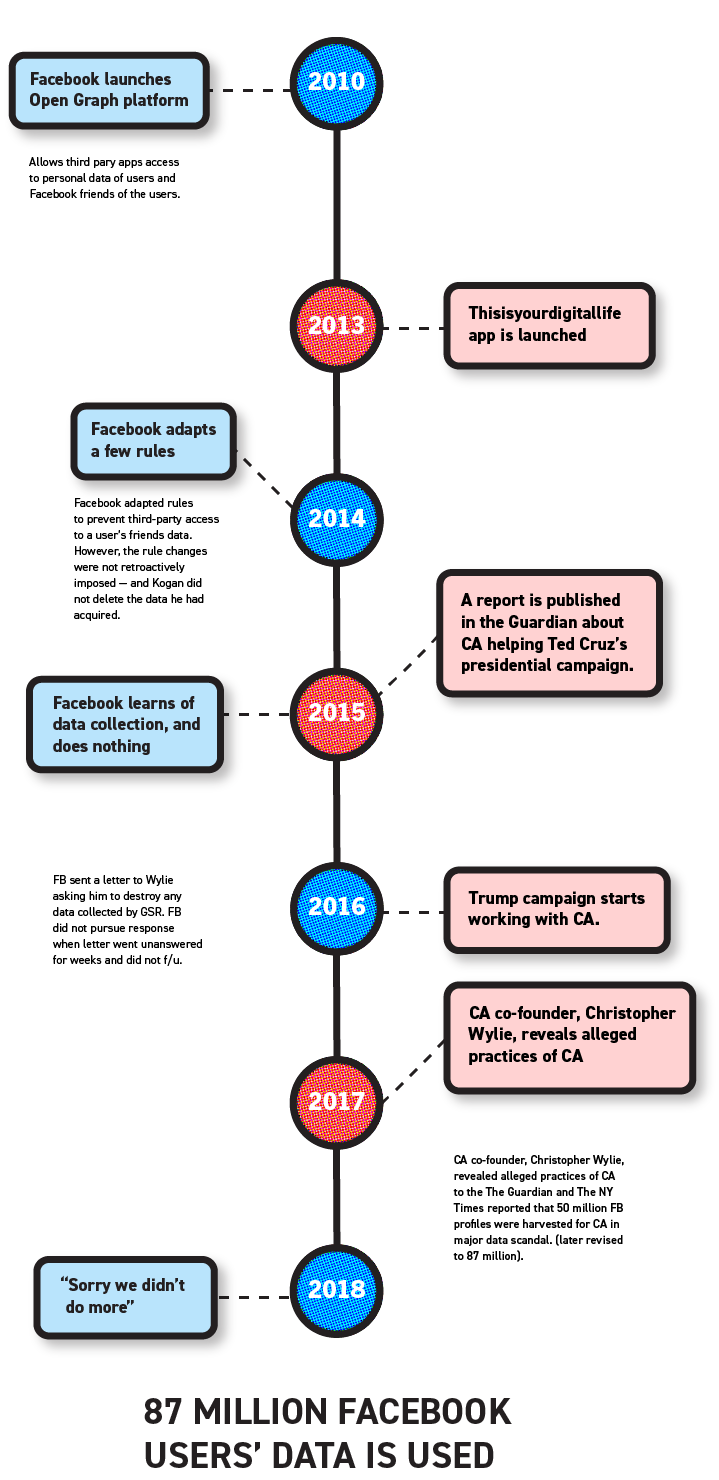 2010
Facebook launches
Open Graph platform
Allows third pary apps access
to personal data of users and
Facebook friends of the users.
2013
Thisisyourdigitallife
app is launched
Facebook adapts
a few rules
2014
Facebook adapted rules
to prevent third-party access
to a user’s friends data.
However, the rule changes
were not retroactively
imposed — and Kogan did
not delete the data he had
acquired.
A report is published
in the Guardian about
CA helping Ted Cruz’s
presidential campaign.
2015
Facebook learns of
data collection, and
does nothing
FB sent a letter to Wylie
asking him to destroy any
data collected by GSR. FB
did not pursue response
when letter went unanswered
for weeks and did not f/u.
2016
Trump campaign starts
working with CA.
CA co-founder, Christopher
Wylie, reveals alleged
practices of CA
2017
CA co-founder, Christopher Wylie,
revealed alleged practices of CA
to the The Guardian and The NY
Times reported that 50 million FB
profiles were harvested for CA in
major data scandal. (later revised
to 87 million).
“Sorry we didn’t
do more”
2018
87 MILLION FACEBOOK
USERS’ DATA IS USED